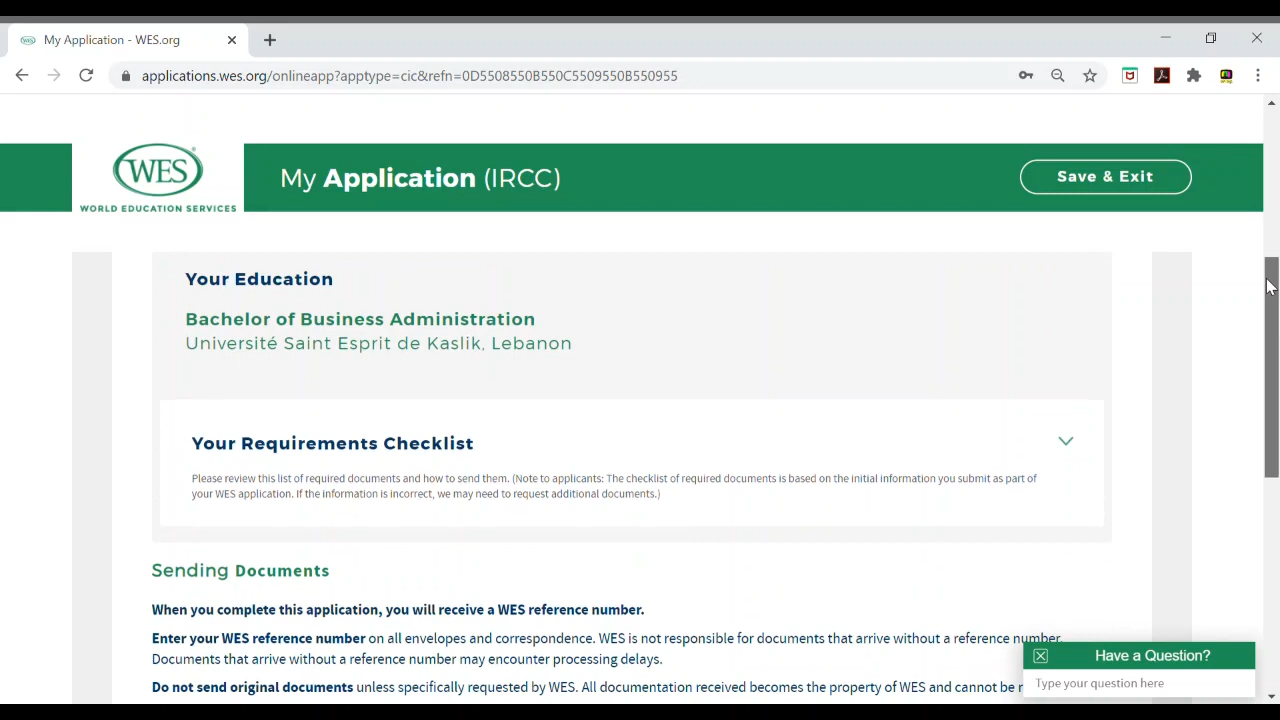 My Application - WES.org
applications.wes.org/onlineapp?apptype=cic&refn=0D5508550B550C5509550B550955
WES
WORLD EDUCATION SERVICES
My Application (IRCC)
Save & Exit
Your Education
Bachelor of Business Administration
Université Saint Esprit de Kaslik, Lebanon
Your Requirements Checklist
Please review this list of required documents and how to send them. (Note to applicants: The checklist of required documents is based on the initial information you submit as part of
your WES application. If the information is incorrect, we may need to request additional documents.)
Sending Documents
When you complete this application, you will receive a WES reference number.
Enter your WES reference number on all envelopes and correspondence. WES is not responsible for documents that arrive without a reference number.
Documents that arrive without a reference number may encounter processing delays.
Do not send original documents unless specifically requested by WES. All documentation received becomes the property of WES and cannot be
Have a Question?
Type your question here